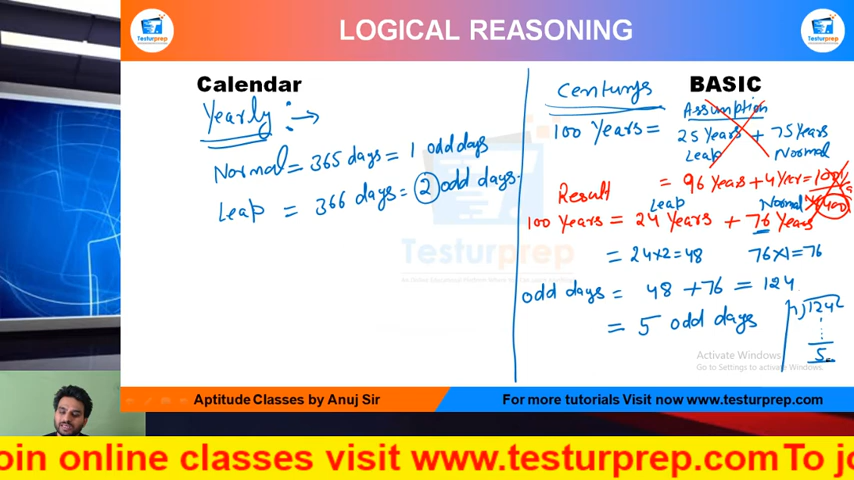 LOGICAL REASONING
Testurprep
Testurprep
Calendar
Yearly :→
Normal = 365 days = 1 odd days
Leap = 366 days = 2 odd days.
BASIC
Centurys
Assumption
100 Years = 25 Years + 75 Years
Leap Normal
= 96 Years + 4 Year =
Result
Leap Normal
100 Years = 24 Years + 76 Years
= 24×2 = 48 76×1 = 76
odd days = 48 + 76 = 124
= 5 odd days
7)124
5
Testurprep
Activate Windows
Go to Settings to activate Windows.
Aptitude Classes by Anuj Sir
For more tutorials Visit now www.testurprep.com
oin online classes visit www.testurprep.com To jo